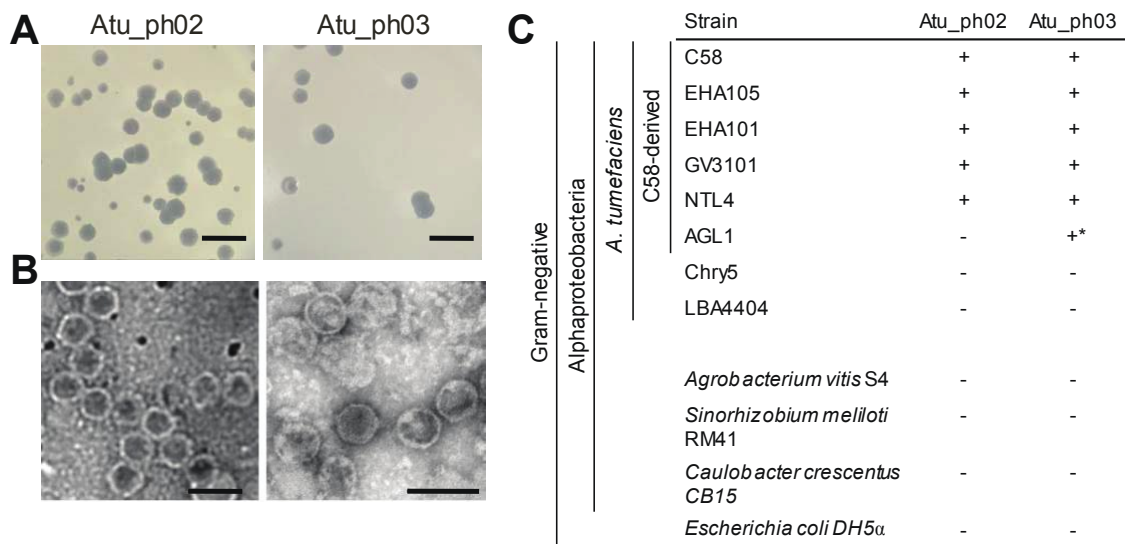 A
Atu_ph02 Atu_ph03
B
C
Strain Atu_ph02 Atu_ph03
C58 + +
EHA105 + +
EHA101 + +
GV3101 + +
NTL4 + +
AGL1 - +*
Chry5 - -
LBA4404 - -
Agrobacterium vitis S4 - -
Sinorhizobium meliloti
RM41 - -
Caulobacter crescentus
CB15 - -
Escherichia coli DH5α - -
Gram-negative
Alphaproteobacteria
A. tumefaciens
C58-derived